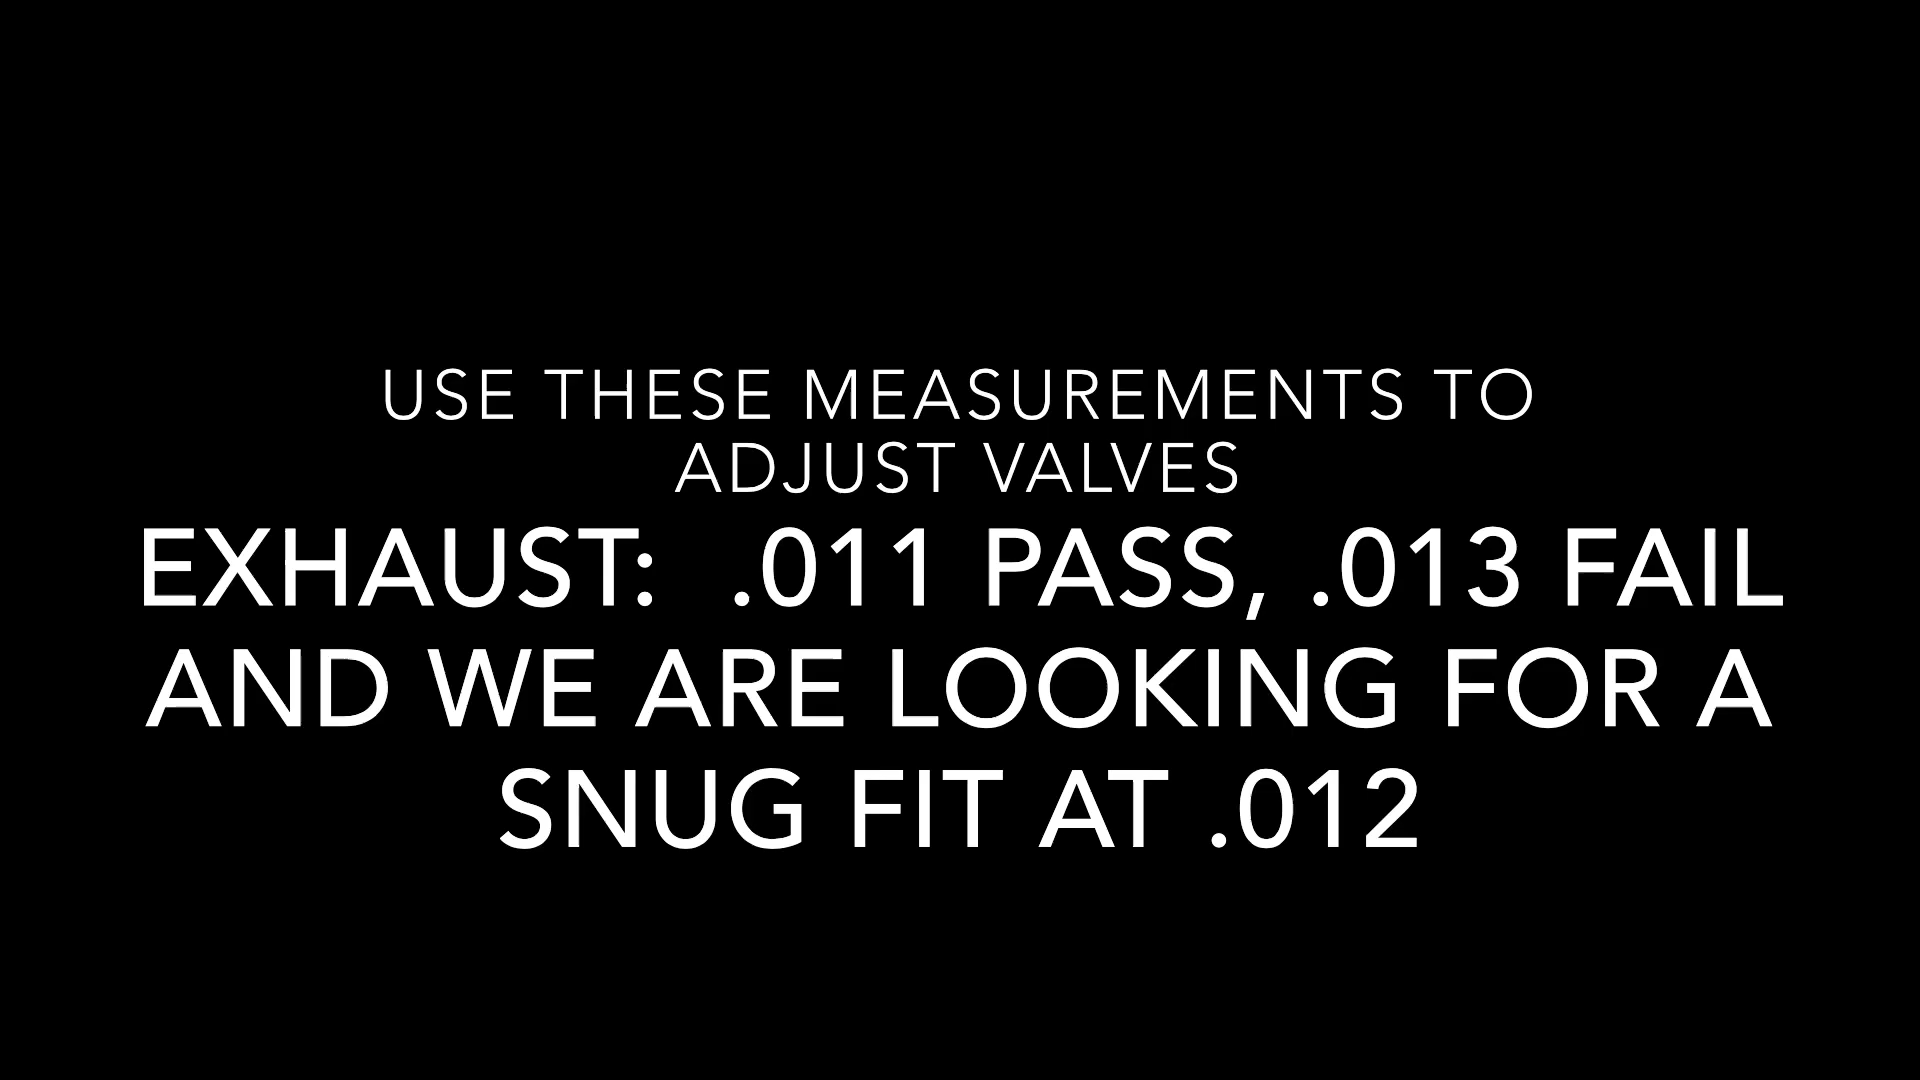 USE THESE MEASUREMENTS TO
ADJUST VALVES
EXHAUST: .011 PASS, .013 FAIL
AND WE ARE LOOKING FOR A
SNUG FIT AT .012